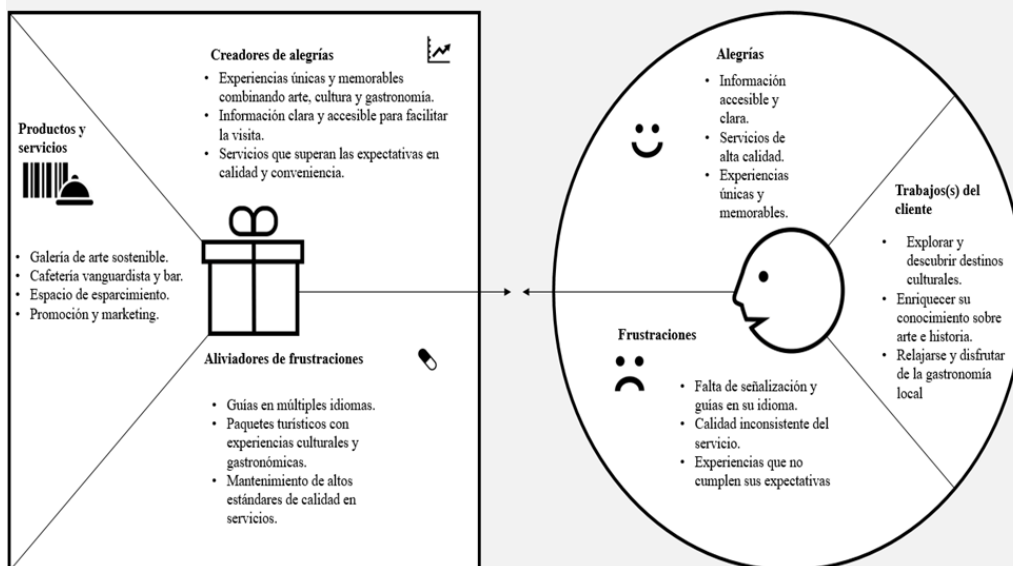 Productos y
servicios
• Galería de arte sostenible.
• Cafetería vanguardista y bar.
• Espacio de esparcimiento.
• Promoción y marketing.
Creadores de alegrías
• Experiencias únicas y memorables
combinando arte, cultura y gastronomía.
• Información clara y accesible para facilitar
la visita.
• Servicios que superan las expectativas en
calidad y conveniencia.
Aliviadores de frustraciones
• Guías en múltiples idiomas.
• Paquetes turísticos con
experiencias culturales y
gastronómicas.
• Mantenimiento de altos
estándares de calidad en
servicios.
Alegrías
• Información
accesible y
clara.
• Servicios de
alta calidad.
• Experiencias
únicas y
memorables.
Frustraciones
• Falta de señalización y
guías en su idioma.
• Calidad inconsistente del
servicio.
• Experiencias que no
cumplen sus expectativas
Trabajos(s) del
cliente
• Explorar y
descubrir destinos
culturales.
• Enriquecer su
conocimiento sobre
arte e historia.
• Relajarse y disfrutar
de la gastronomía
local